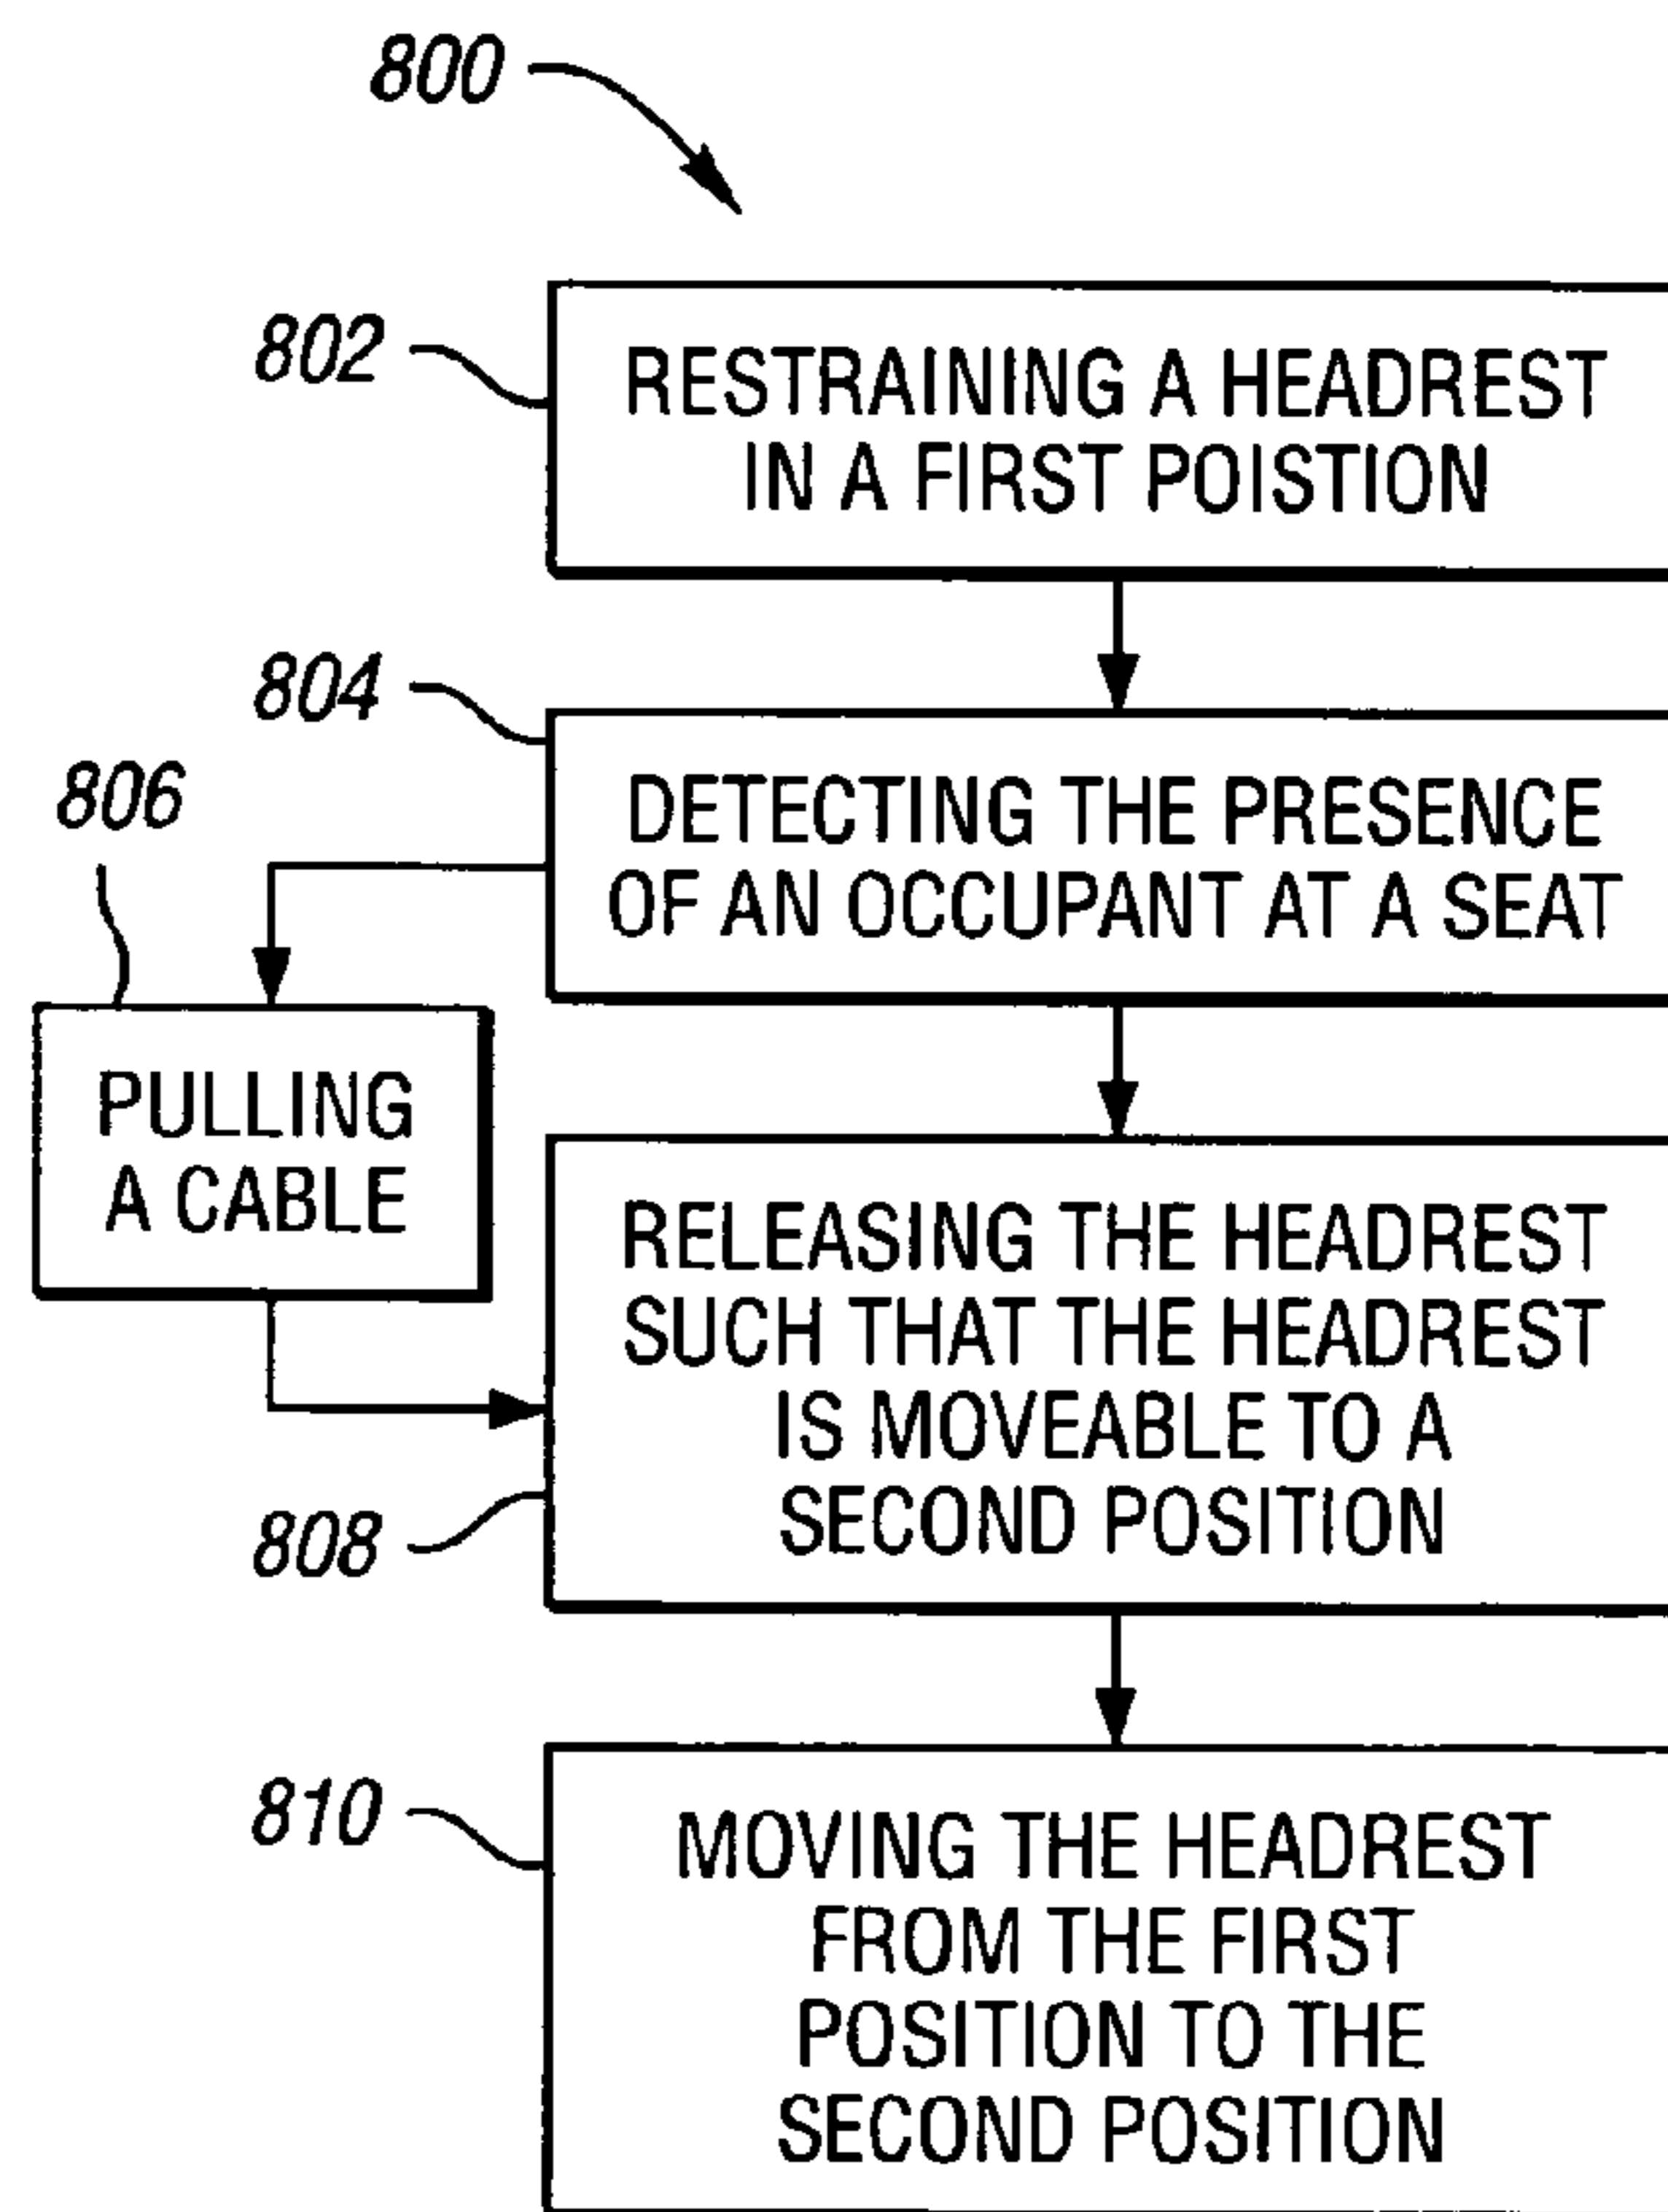 800
802
RESTRAINING A HEADREST
IN A FIRST POISTION
804
DETECTING THE PRESENCE
OF AN OCCUPANT AT A SEAT
806
PULLING
A CABLE
RELEASING THE HEADREST
SUCH THAT THE HEADREST
IS MOVEABLE TO A
SECOND POSITION
808
810
MOVING THE HEADREST
FROM THE FIRST
POSITION TO THE
SECOND POSITION